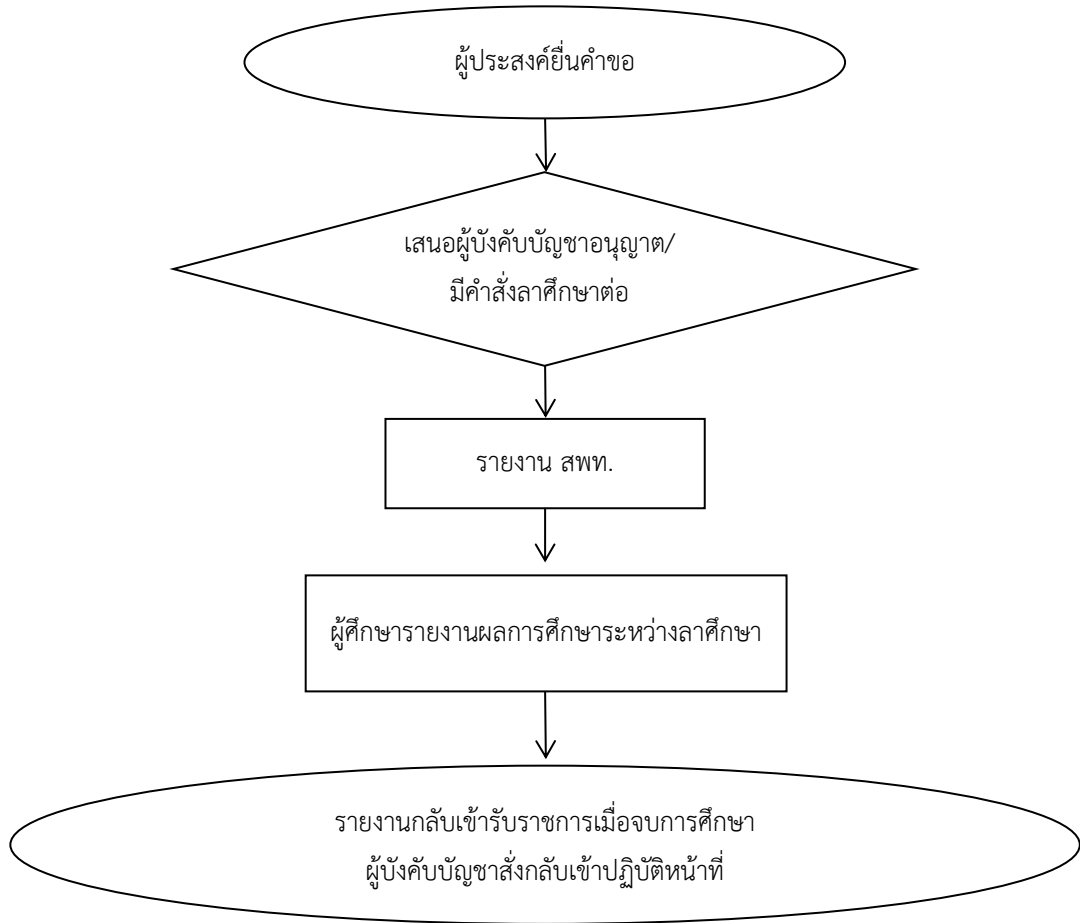 ผู้ประสงค์ยื่นคำขอ
เสนอผู้บังคับบัญชาอนุญาต/
มีคำสั่งลาศึกษาต่อ
รายงาน สพท.
ผู้ศึกษารายงานผลการศึกษาระหว่างลาศึกษา
รายงานกลับเข้ารับราชการเมื่อจบการศึกษา
ผู้บังคับบัญชาสั่งกลับเข้าปฏิบัติหน้าที่